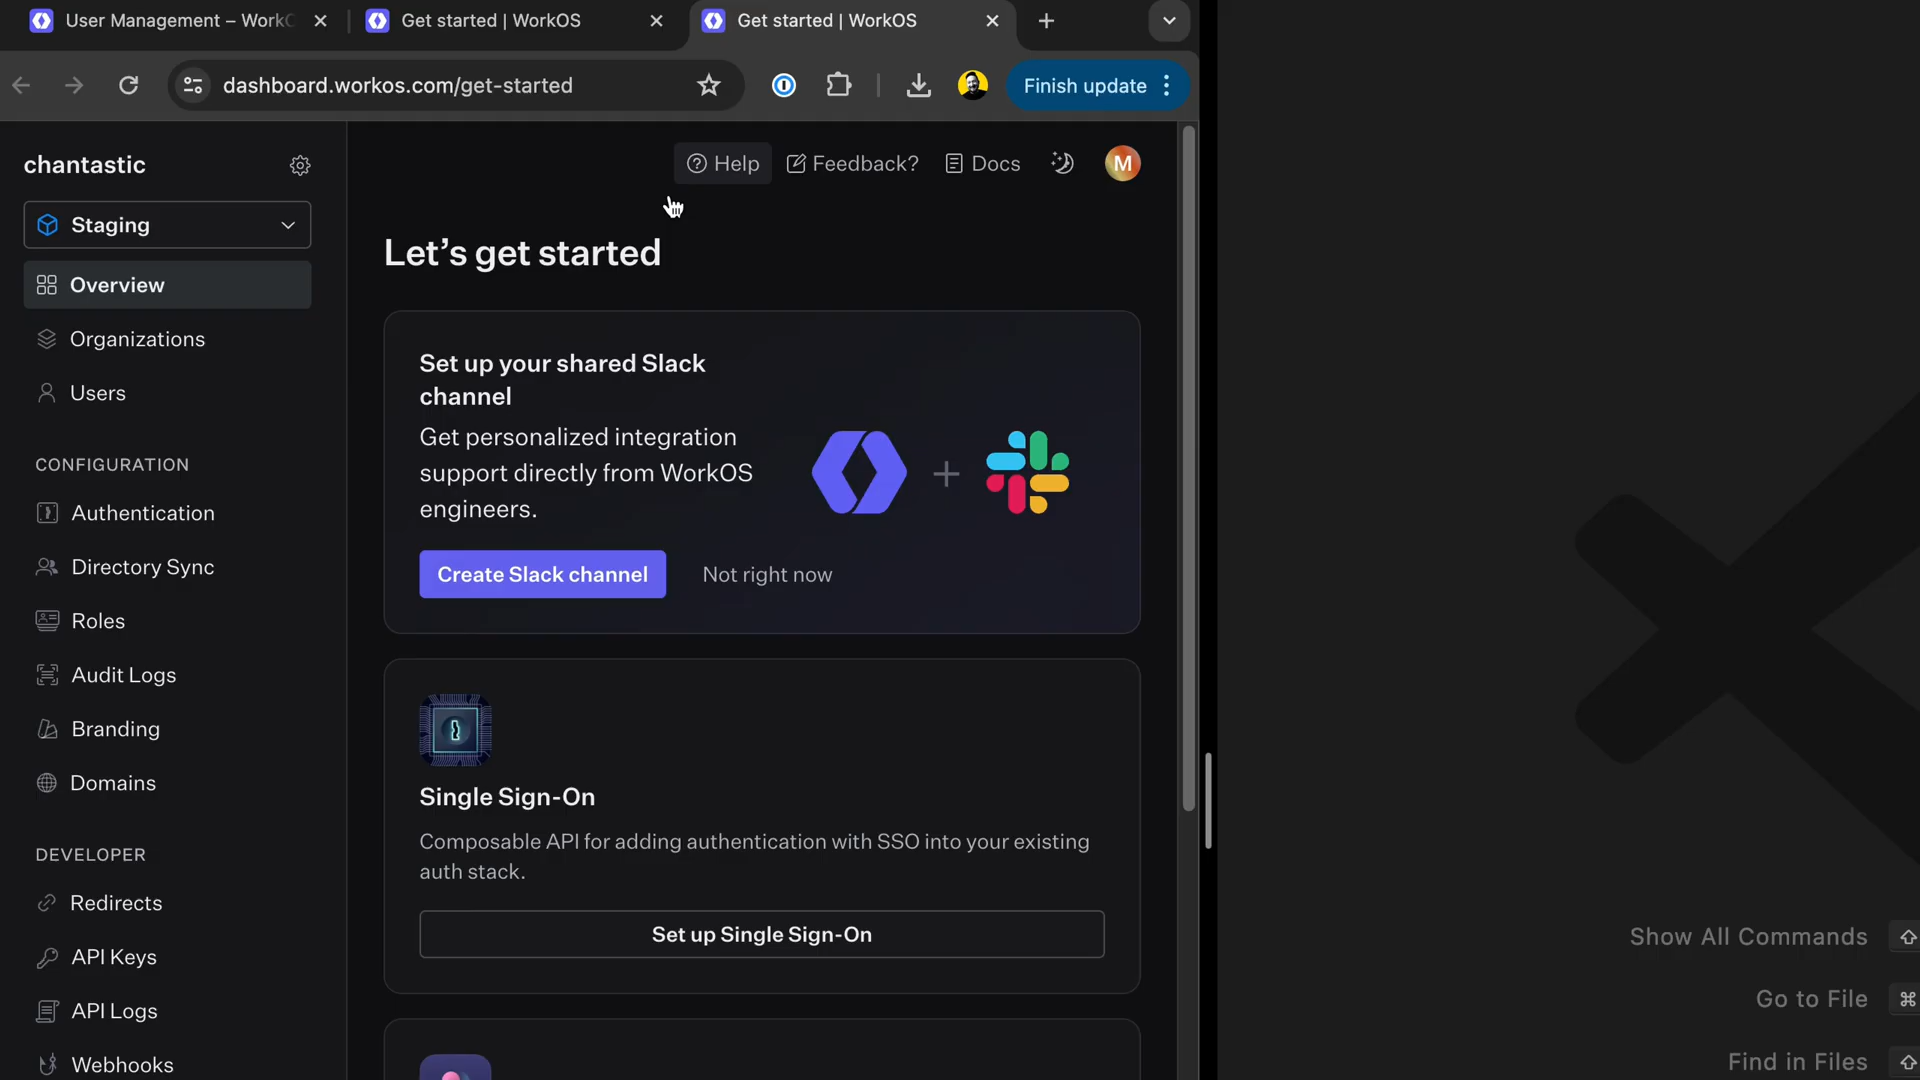 User Management – WorkO
Get started | WorkOS
Get started | WorkOS
dashboard.workos.com/get-started
Finish update
chantastic
Help
Feedback?
Docs
M
Staging
Overview
Organizations
Users
CONFIGURATION
Authentication
Directory Sync
Roles
Audit Logs
Branding
Domains
DEVELOPER
Redirects
API Keys
API Logs
Webhooks
Let's get started
Set up your shared Slack
channel
Get personalized integration
support directly from WorkOS
engineers.
Create Slack channel
Not right now
Single Sign-On
Composable API for adding authentication with SSO into your existing
auth stack.
Set up Single Sign-On
Show All Commands
Go to File
Find in Files